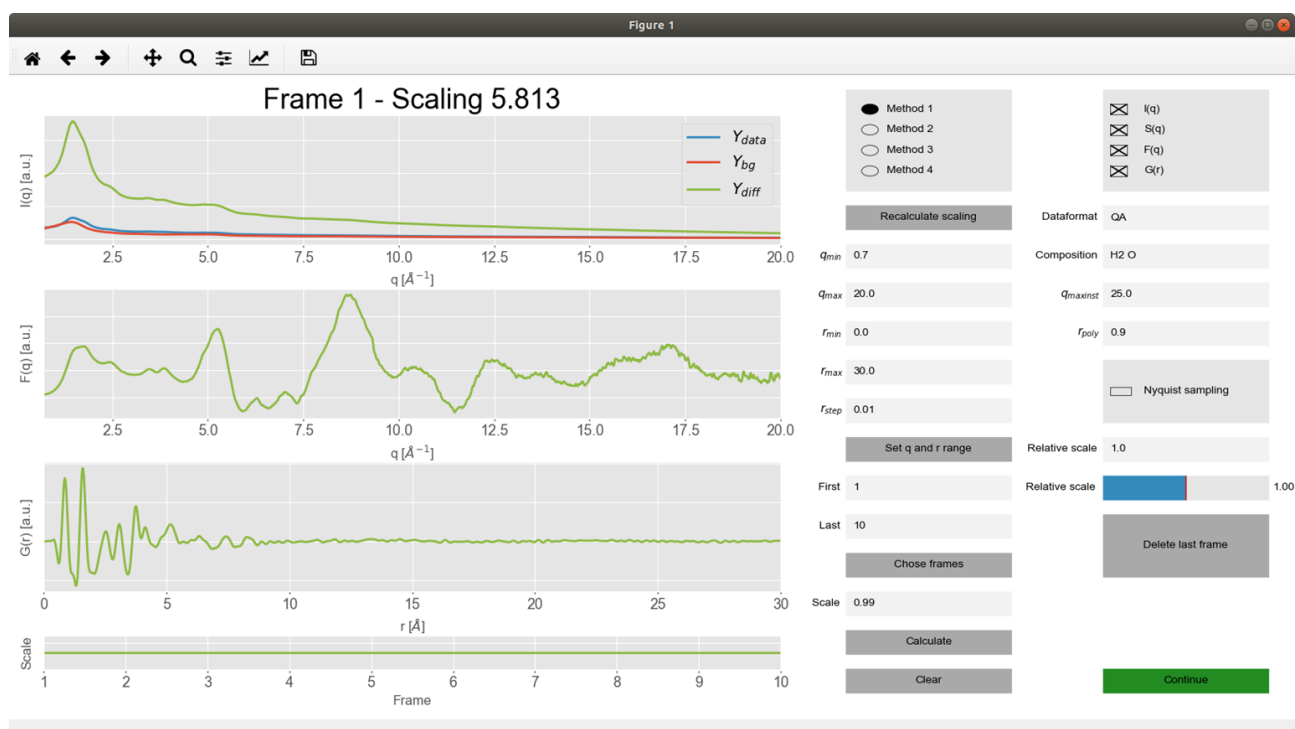 Figure 1
Frame 1 - Scaling 5.813
I(q) [a.u.]
Y_data
Y_bg
Y_diff
2.5 5.0 7.5 10.0 12.5 15.0 17.5 20.0
q [Å⁻¹]
F(q) [a.u.]
2.5 5.0 7.5 10.0 12.5 15.0 17.5 20.0
q [Å⁻¹]
G(r) [a.u.]
0 5 10 15 20 25 30
r [Å]
Scale
1 2 3 4 5 6 7 8 9 10
Frame
Method 1
Method 2
Method 3
Method 4
Recalculate scaling
q_min 0.7
q_max 20.0
r_min 0.0
r_max 30.0
r_step 0.01
Set q and r range
First 1
Last 10
Chose frames
Scale 0.99
Calculate
Clear
I(q)
S(q)
F(q)
G(r)
Dataformat QA
Composition H2 O
q_maxinst 25.0
r_poly 0.9
Nyquist sampling
Relative scale 1.0
Relative scale 1.00
Delete last frame
Continue